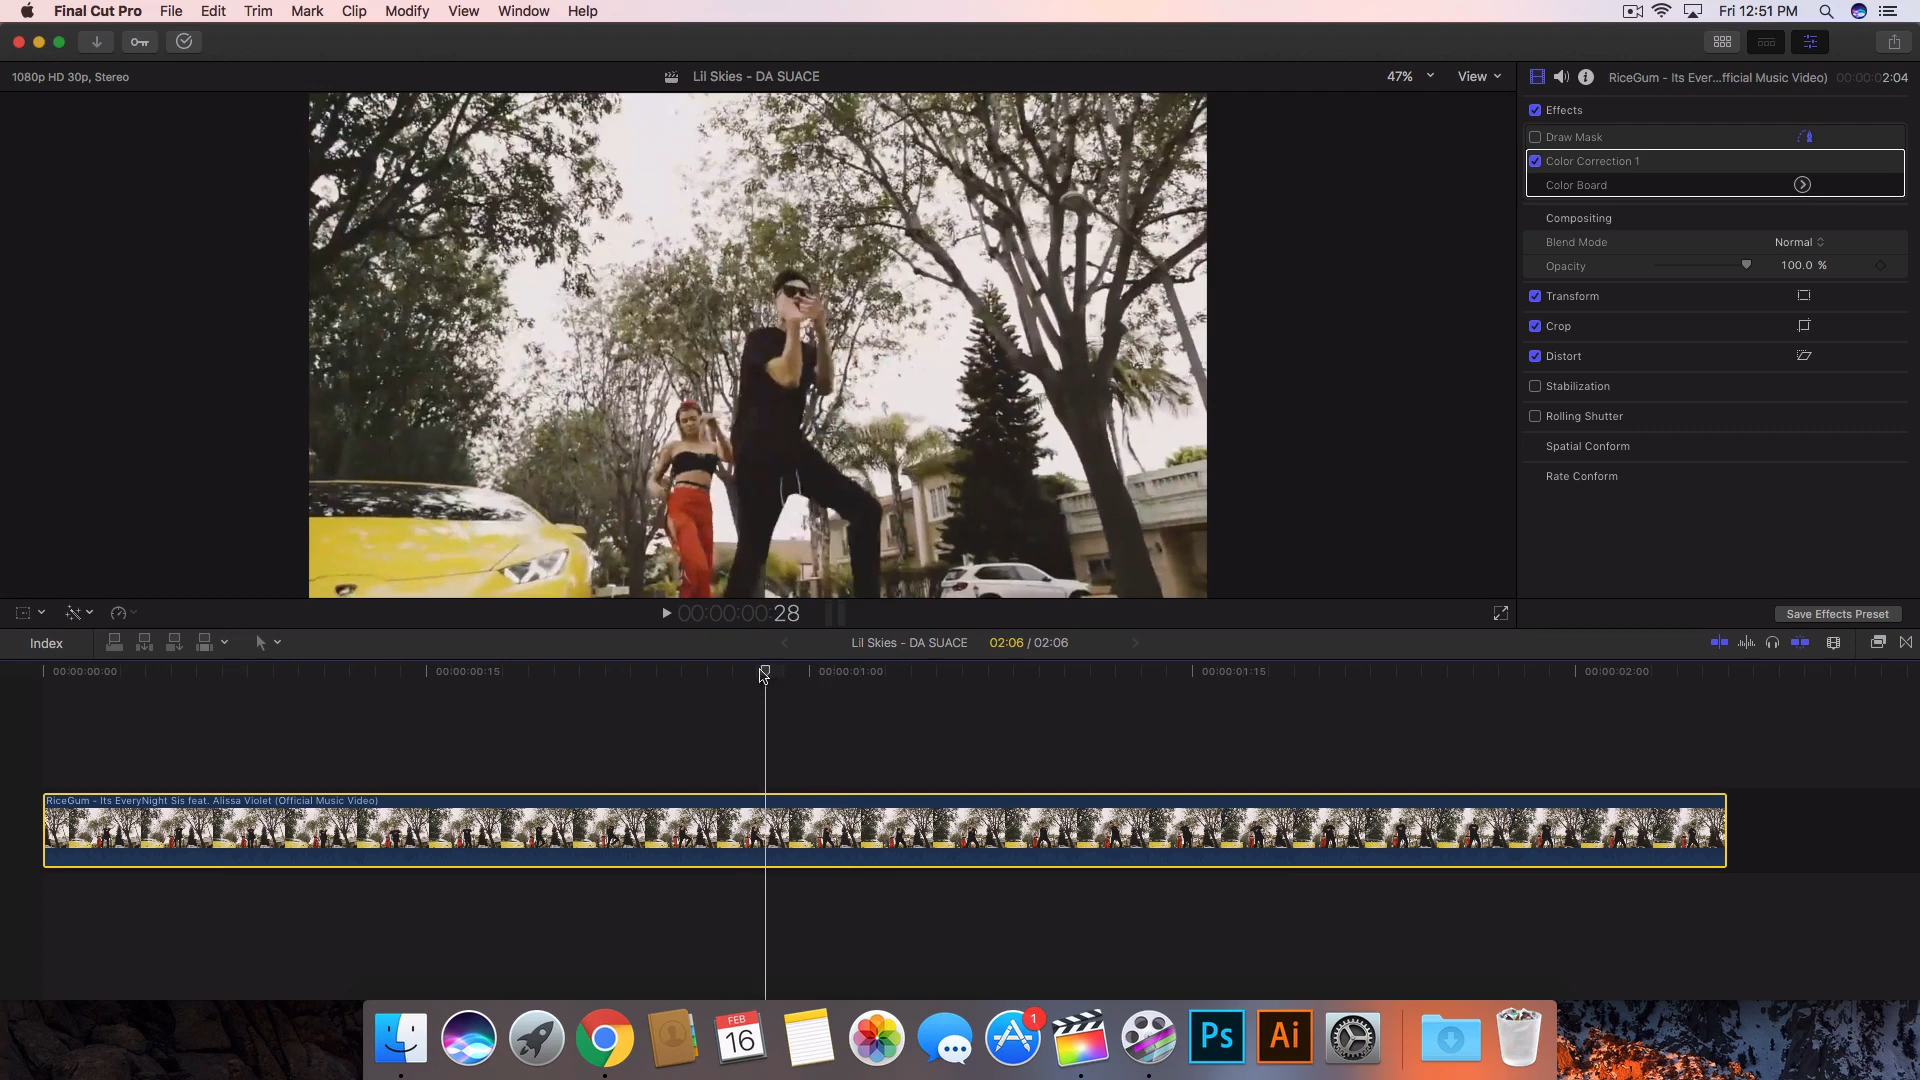 Final Cut Pro File Edit Trim Mark Clip Modify View Window Help
Fri 12:51 PM
1080p HD 30p, Stereo
Lil Skies - DA SUACE
47%
View
RiceGum - Its Ever...fficial Music Video)
00:00:02:04
Effects
Draw Mask
Color Correction 1
Color Board
Compositing
Blend Mode
Normal
Opacity
100.0 %
Transform
Crop
Distort
Stabilization
Rolling Shutter
Spatial Conform
Rate Conform
00:00:00:28
Save Effects Preset
Index
Lil Skies - DA SUACE
02:06 / 02:06
00:00:00:00
00:00:00:15
00:00:01:00
00:00:01:15
00:00:02:00
RiceGum - Its EveryNight Sis feat. Alissa Violet (Official Music Video)
FEB
16
1
Ps
Ai